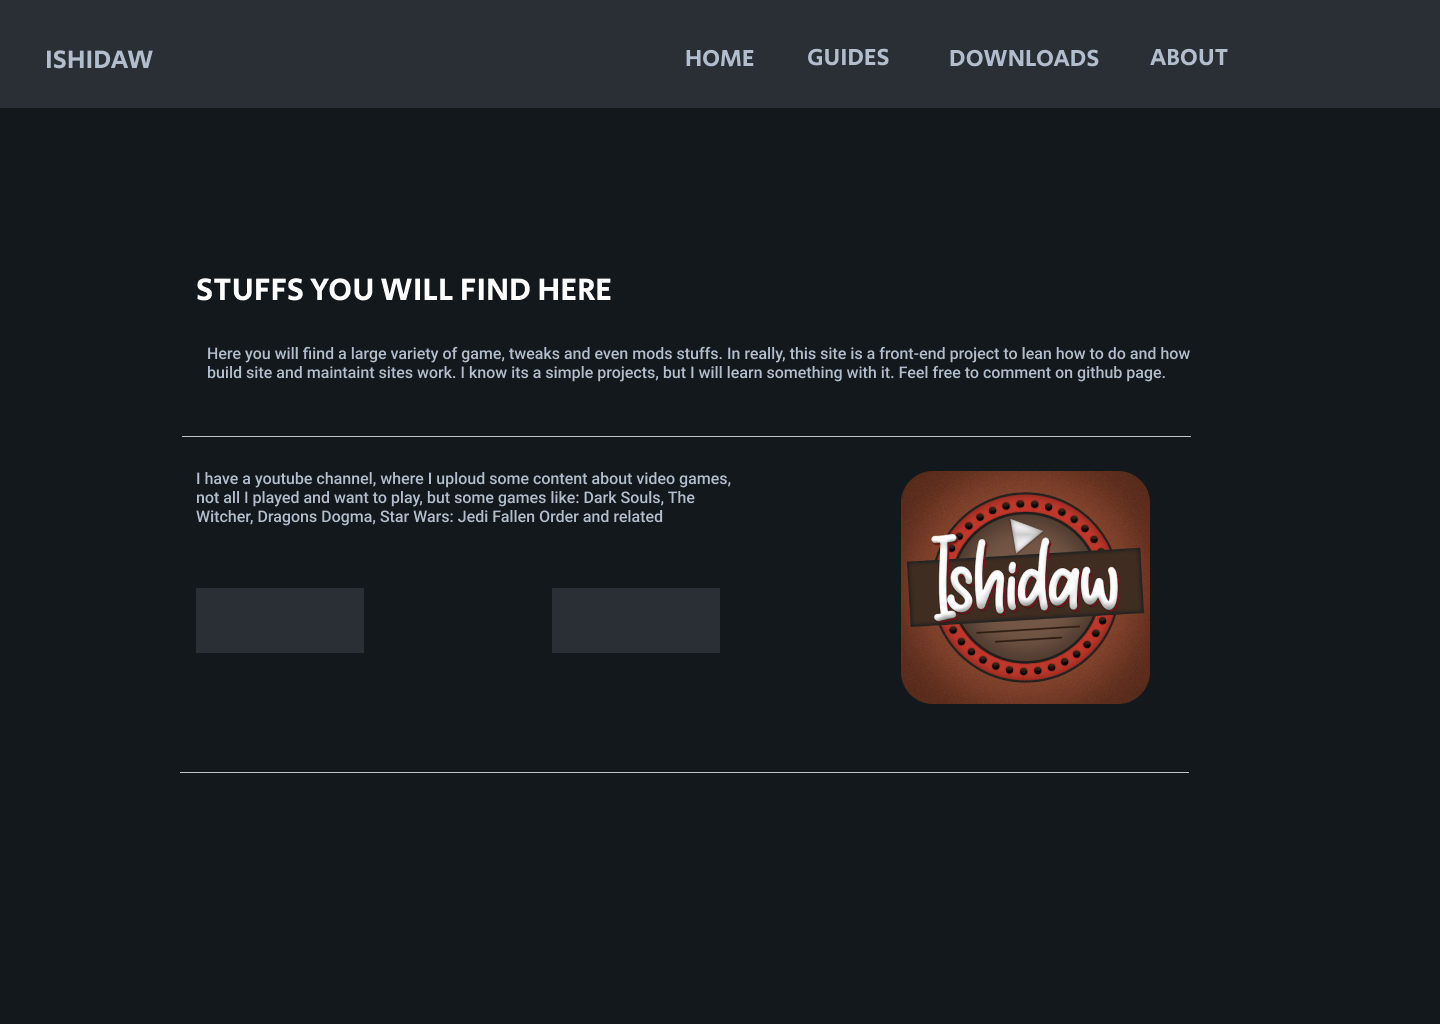 ISHIDAW
HOME GUIDES DOWNLOADS ABOUT
STUFFS YOU WILL FIND HERE
Here you will fiind a large variety of game, tweaks and even mods stuffs. In really, this site is a front-end project to lean how to do and how
build site and maintaint sites work. I know its a simple projects, but I will learn something with it. Feel free to comment on github page.
I have a youtube channel, where I uploud some content about video games,
not all I played and want to play, but some games like: Dark Souls, The
Witcher, Dragons Dogma, Star Wars: Jedi Fallen Order and related
Ishidaw